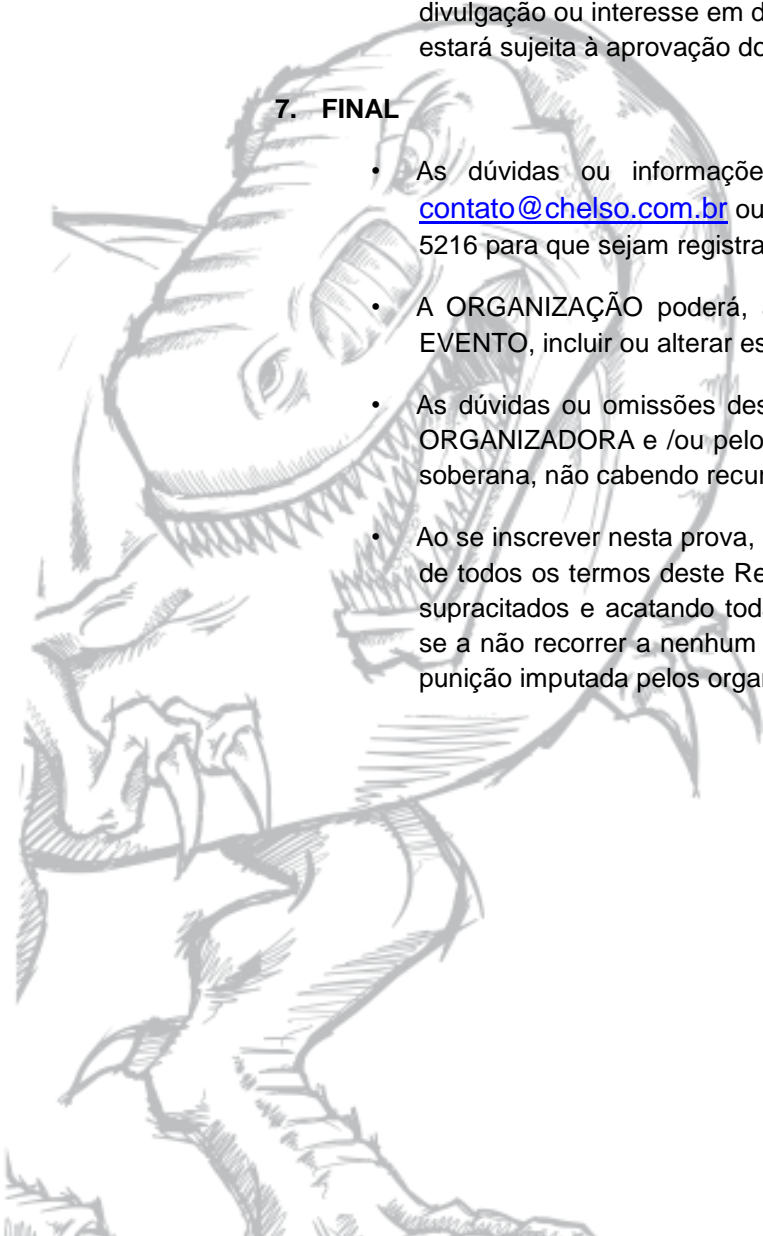 divulgação ou interesse em d
estará sujeita à aprovação do
7. FINAL
• As dúvidas ou informaçõe
contato@chelso.com.br ou
5216 para que sejam registra
• A ORGANIZAÇÃO poderá,
EVENTO, incluir ou alterar es
• As dúvidas ou omissões des
ORGANIZADORA e /ou pelo
soberana, não cabendo recur
• Ao se inscrever nesta prova,
de todos os termos deste Re
supracitados e acatando tod
se a não recorrer a nenhum
punição imputada pelos orga